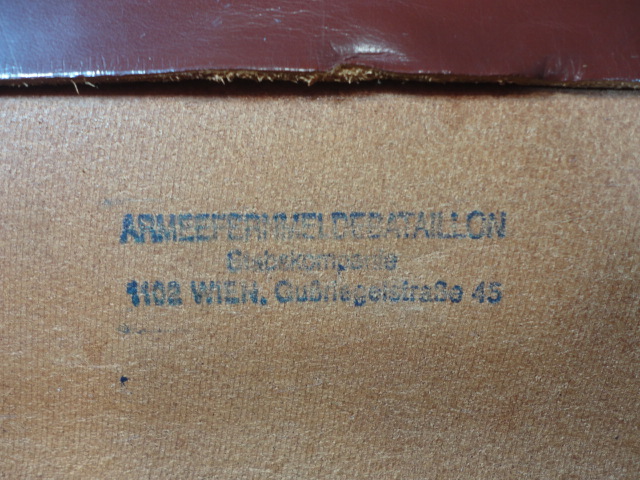 ARMEEFERNMELDEBATAILLON
Stabskompanie
1102 WIEN, Gußriegelstraße 45